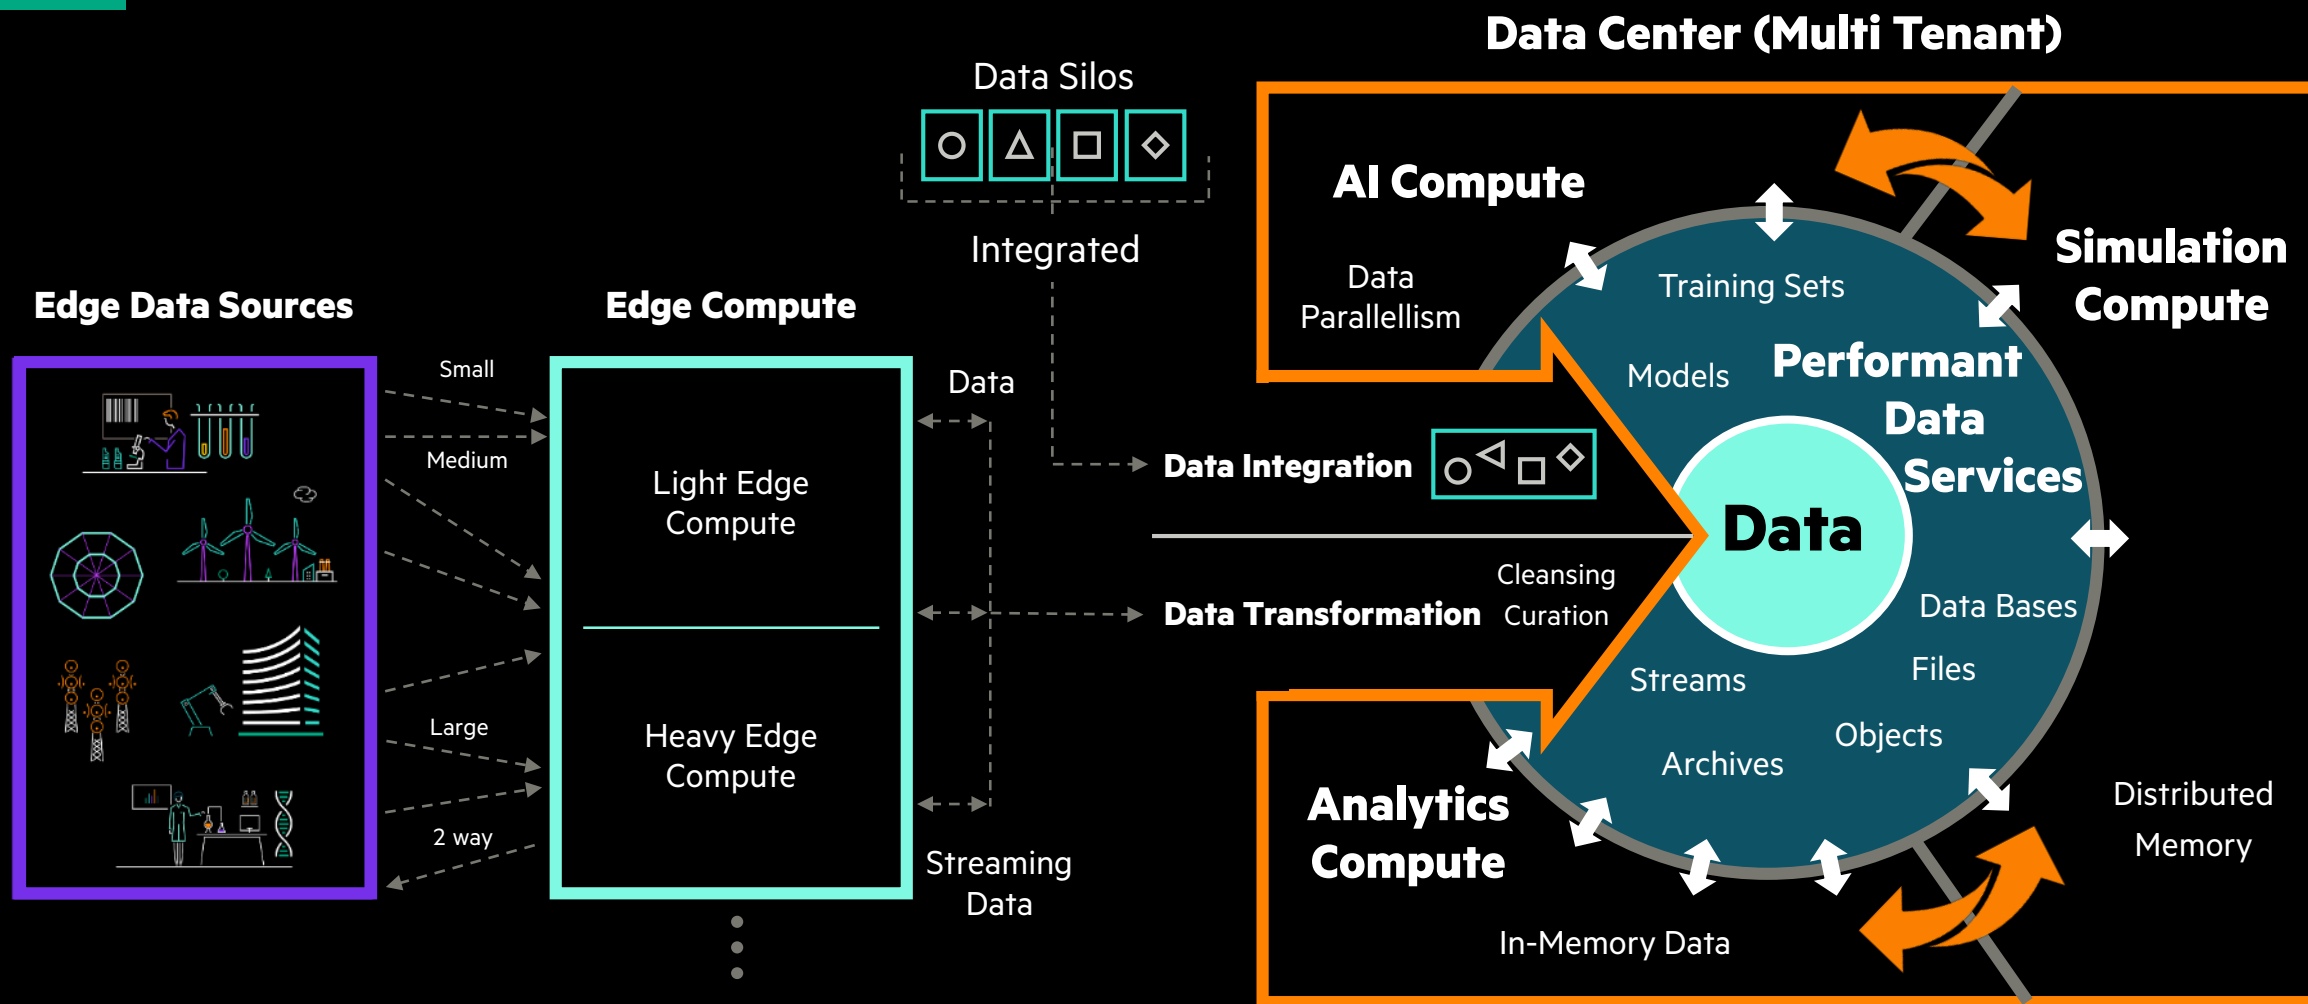 Data Center (Multi Tenant)
Data Silos
Integrated
Edge Data Sources
Edge Compute
Small
Medium
Large
2 way
Light Edge
Compute
Heavy Edge
Compute
Data
Streaming
Data
Data Integration
Data Transformation
Cleansing
Curation
AI Compute
Data
Parallellism
Simulation
Compute
Training Sets
Models
Performant
Data
Services
Data
Data Bases
Files
Objects
Streams
Archives
Analytics
Compute
In-Memory Data
Distributed
Memory